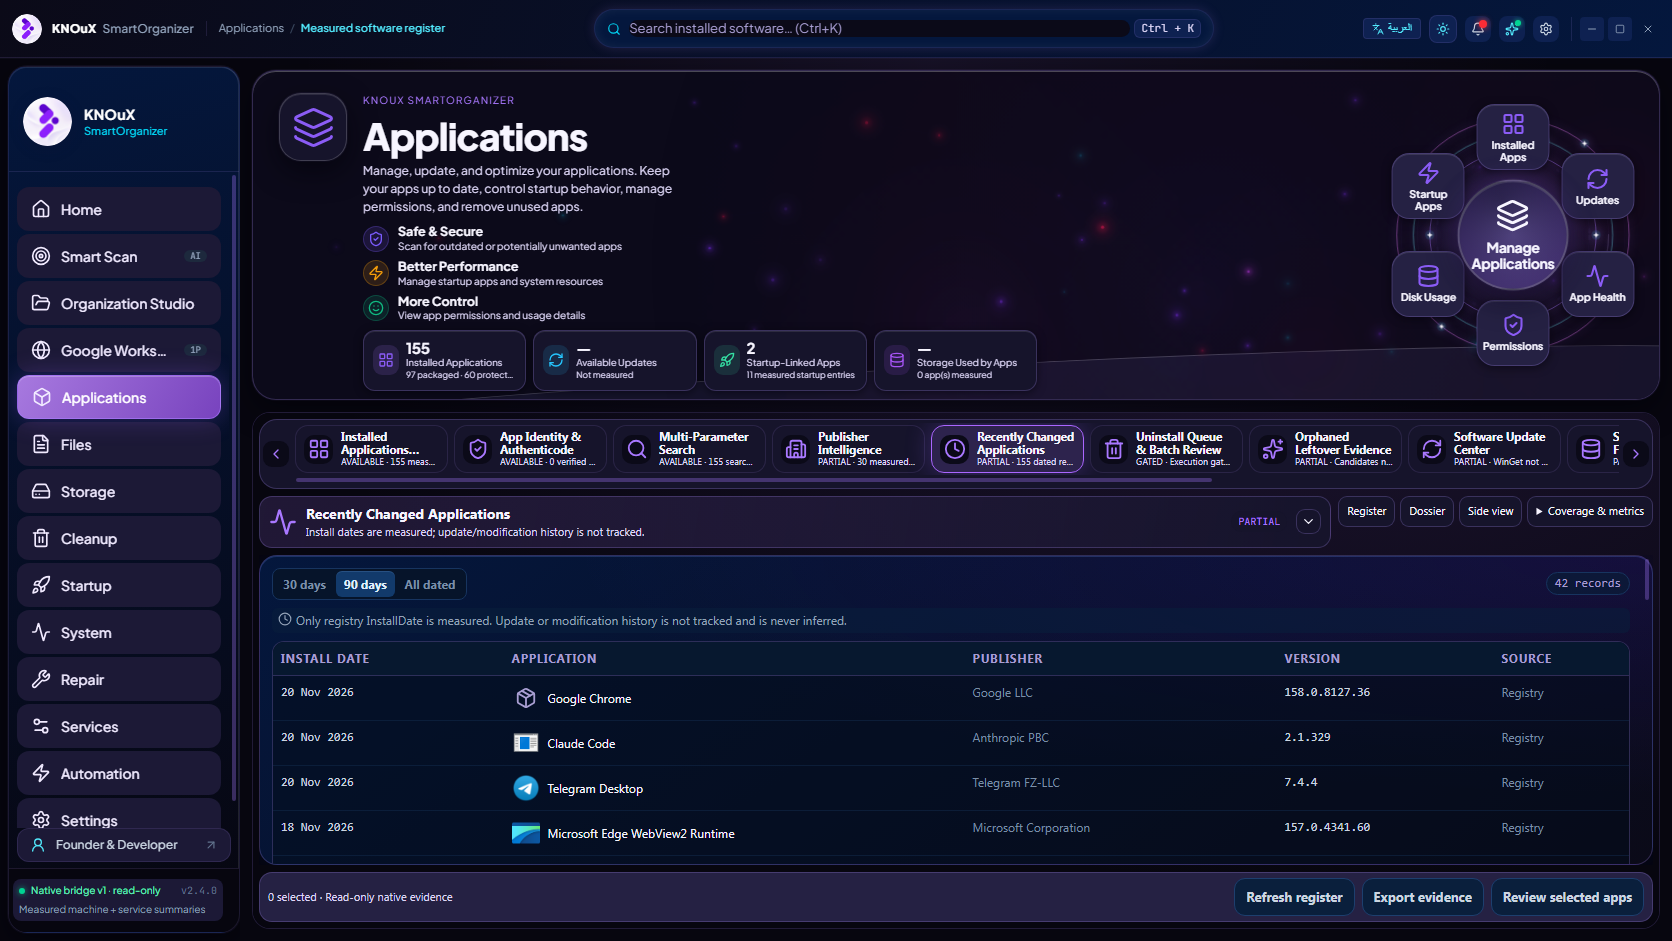 KNOuX SmartOrganizer
Applications / Measured software register
Search installed software... (Ctrl+K)
Ctrl + K
العربية
KNOuX
SmartOrganizer
Home
Smart Scan AI
Organization Studio
Google Works... 1P
Applications
Files
Storage
Cleanup
Startup
System
Repair
Services
Automation
Settings
Founder & Developer
Native bridge v1 · read-only v2.4.0
Measured machine + service summaries
KNOUX SMARTORGANIZER
Applications
Manage, update, and optimize your applications. Keep
your apps up to date, control startup behavior, manage
permissions, and remove unused apps.
Safe & Secure
Scan for outdated or potentially unwanted apps
Better Performance
Manage startup apps and system resources
More Control
View app permissions and usage details
155
Installed Applications
97 packaged · 60 protect...
—
Available Updates
Not measured
2
Startup-Linked Apps
11 measured startup entries
—
Storage Used by Apps
0 app(s) measured
Installed
Apps
Startup
Apps
Updates
Manage
Applications
Disk Usage
App Health
Permissions
Installed
Applications...
AVAILABLE · 155 meas...
App Identity &
Authenticode
AVAILABLE · 0 verified ...
Multi-Parameter
Search
AVAILABLE · 155 searc...
Publisher
Intelligence
PARTIAL · 30 measured...
Recently Changed
Applications
PARTIAL · 155 dated re...
Uninstall Queue
& Batch Review
GATED · Execution gat...
Orphaned
Leftover Evidence
PARTIAL · Candidates n...
Software Update
Center
PARTIAL · WinGet not ...
Recently Changed Applications
Install dates are measured; update/modification history is not tracked.
PARTIAL
Register
Dossier
Side view
Coverage & metrics
30 days
90 days
All dated
42 records
Only registry InstallDate is measured. Update or modification history is not tracked and is never inferred.
INSTALL DATE APPLICATION PUBLISHER VERSION SOURCE
20 Nov 2026 Google Chrome Google LLC 158.0.8127.36 Registry
20 Nov 2026 Claude Code Anthropic PBC 2.1.329 Registry
20 Nov 2026 Telegram Desktop Telegram FZ-LLC 7.4.4 Registry
18 Nov 2026 Microsoft Edge WebView2 Runtime Microsoft Corporation 157.0.4341.60 Registry
0 selected · Read-only native evidence
Refresh register
Export evidence
Review selected apps